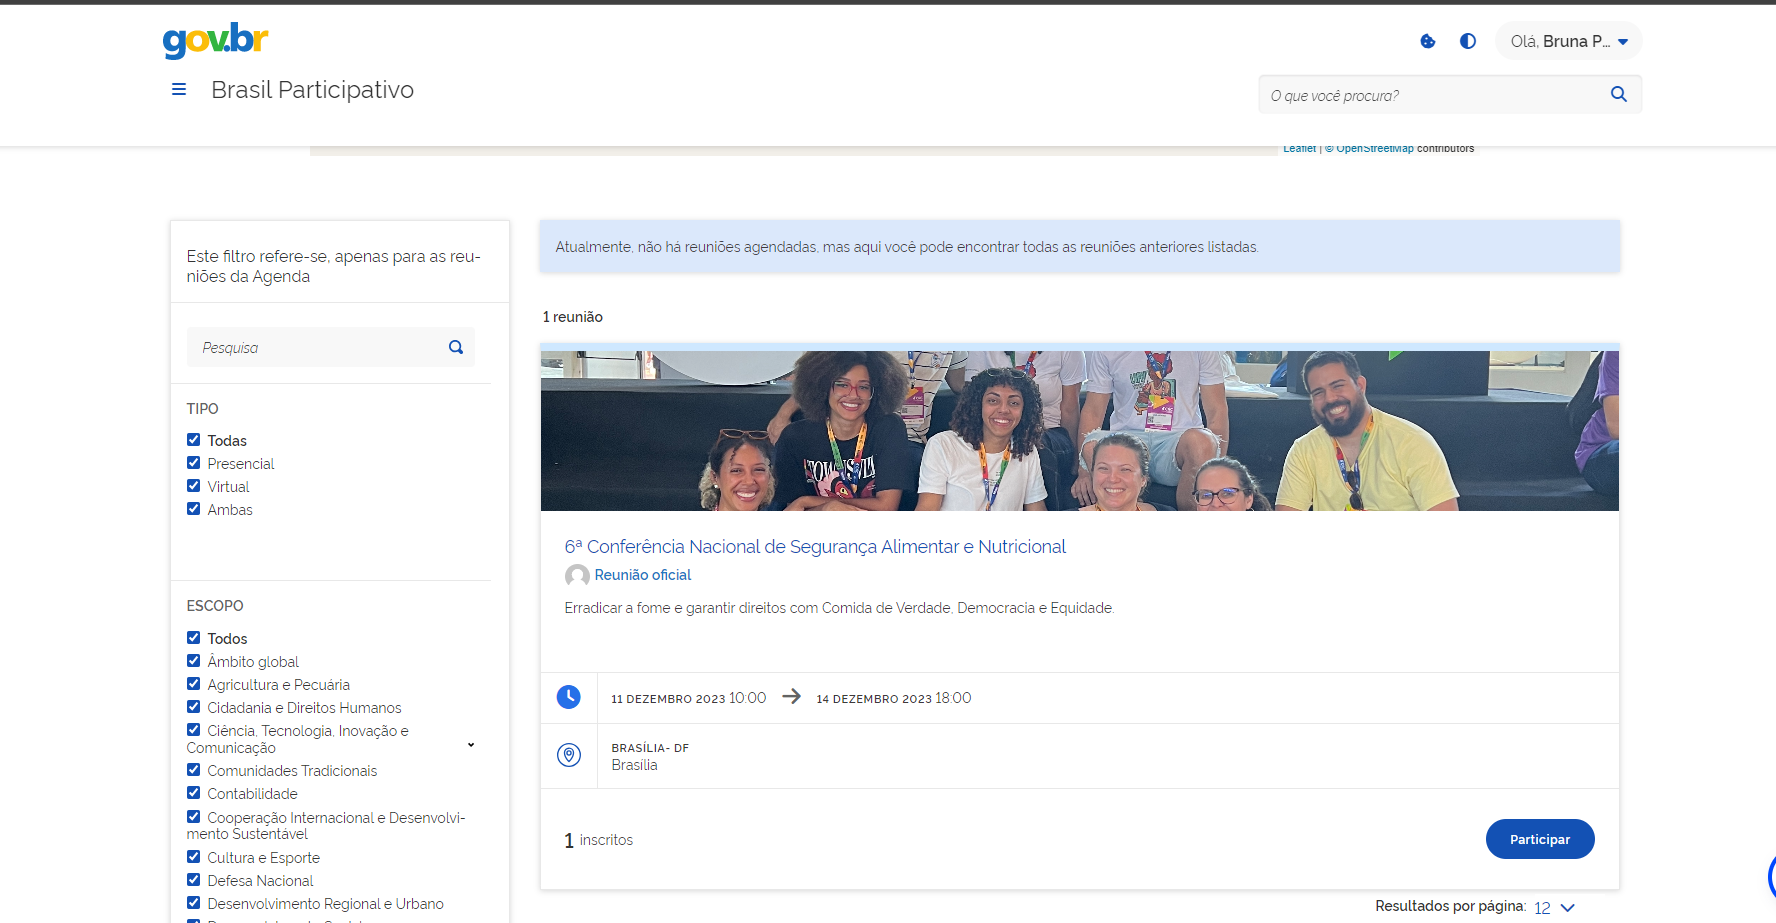 gov.br
Olá, Bruna P...
Brasil Participativo
O que você procura?
Leaflet | © OpenStreetMap contributors
Este filtro refere-se, apenas para as reu-
niões da Agenda
Pesquisa
TIPO
Todas
Presencial
Virtual
Ambas
ESCOPO
Todos
Âmbito global
Agricultura e Pecuária
Cidadania e Direitos Humanos
Ciência, Tecnologia, Inovação e
Comunicação
Comunidades Tradicionais
Contabilidade
Cooperação Internacional e Desenvolvi-
mento Sustentável
Cultura e Esporte
Defesa Nacional
Desenvolvimento Regional e Urbano
Atualmente, não há reuniões agendadas, mas aqui você pode encontrar todas as reuniões anteriores listadas.
1 reunião
6ª Conferência Nacional de Segurança Alimentar e Nutricional
Reunião oficial
Erradicar a fome e garantir direitos com Comida de Verdade, Democracia e Equidade.
11 DEZEMBRO 2023 10:00 → 14 DEZEMBRO 2023 18:00
BRASÍLIA- DF
Brasília
1 inscritos
Participar
Resultados por página: 12